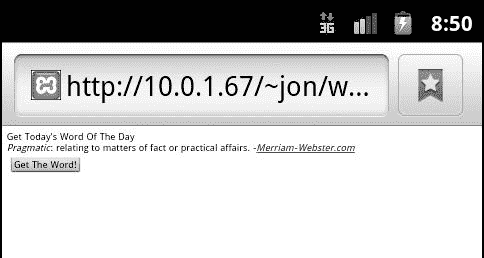 3G 8:50
http://10.0.1.67/~jon/w...
Get Today's Word Of The Day
Pragmatic: relating to matters of fact or practical affairs. -Merriam-Webster.com
Get The Word!